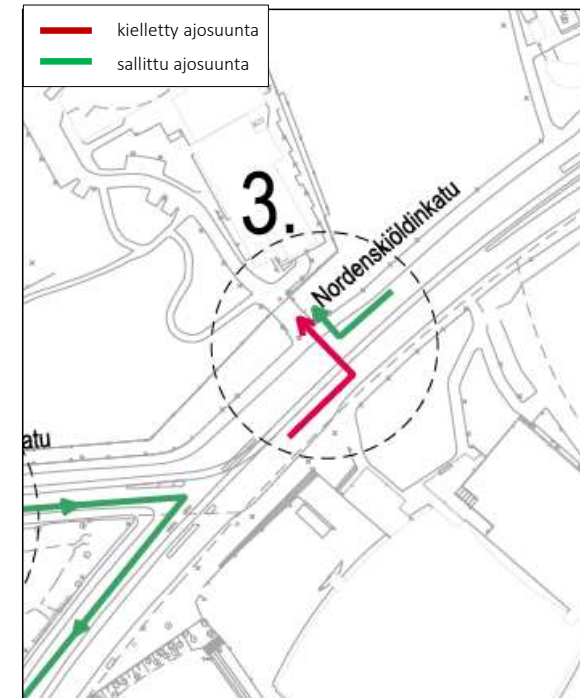 kielletty ajosuunta
sallittu ajosuunta
3.
Nordenskiöldinkatu
atu